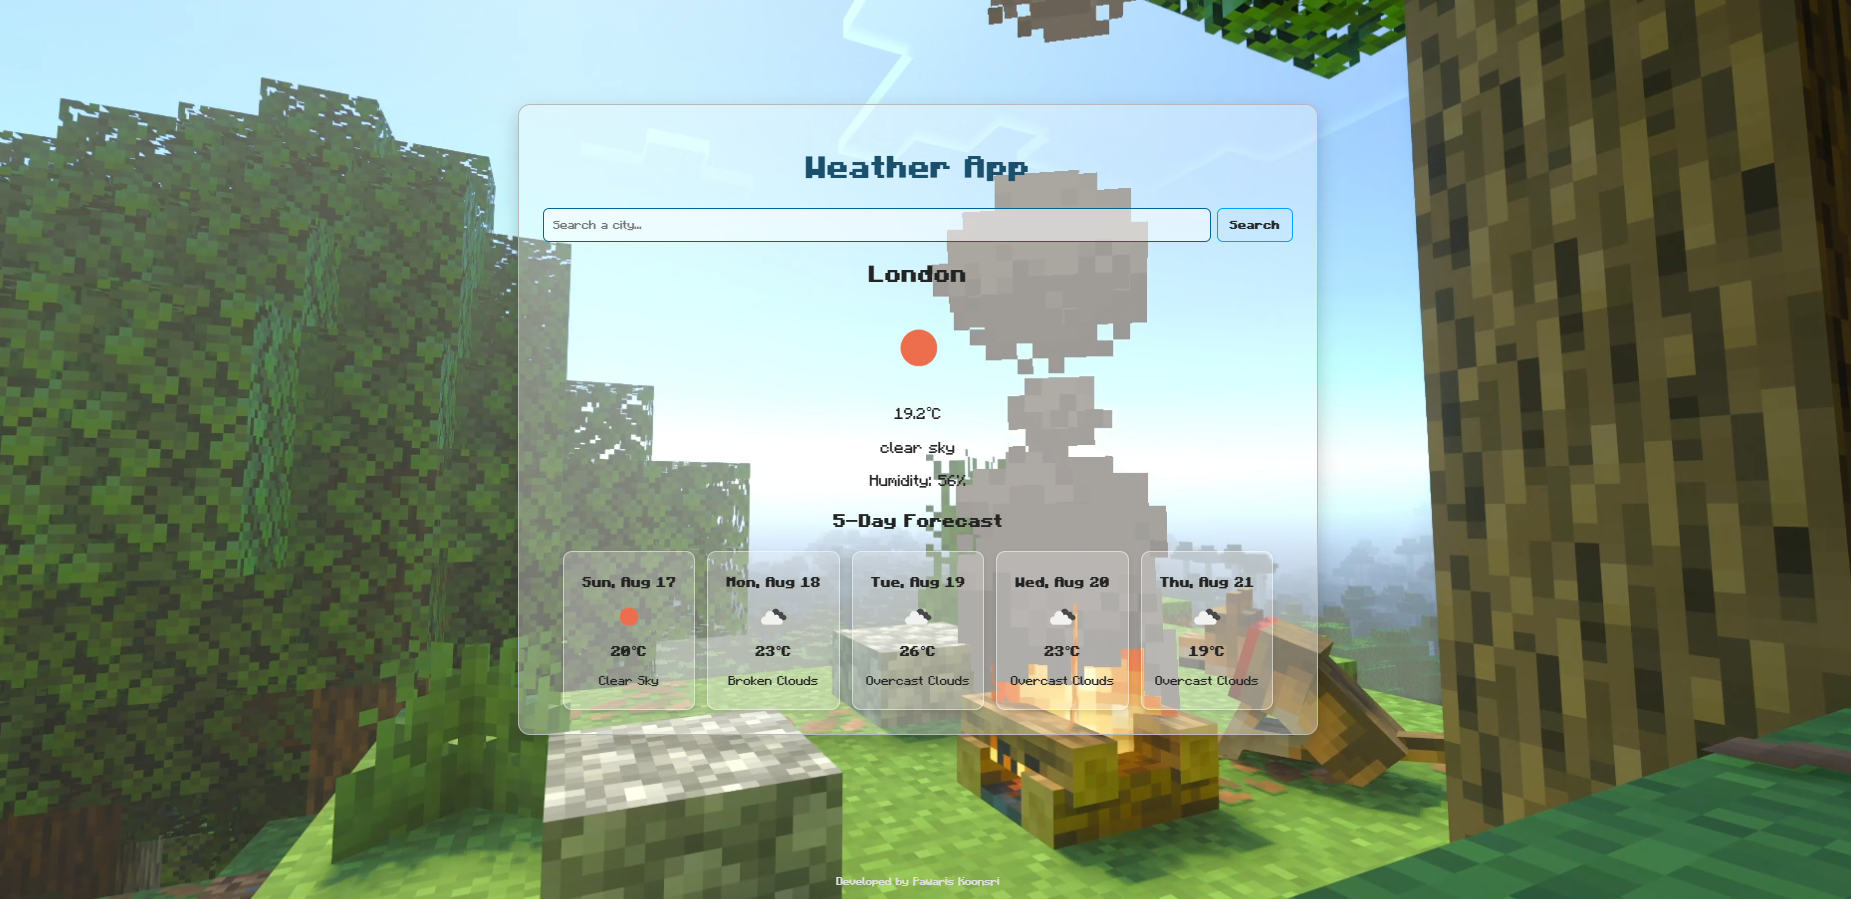 Weather App
Search a city...
Search
London
19.2°C
clear sky
Humidity: 56%
5-Day Forecast
Sun, Aug 17
20°C
Clear Sky
Mon, Aug 18
23°C
Broken Clouds
Tue, Aug 19
26°C
Overcast Clouds
Wed, Aug 20
23°C
Overcast Clouds
Thu, Aug 21
19°C
Overcast Clouds
Developed by Pawaris Koonsri